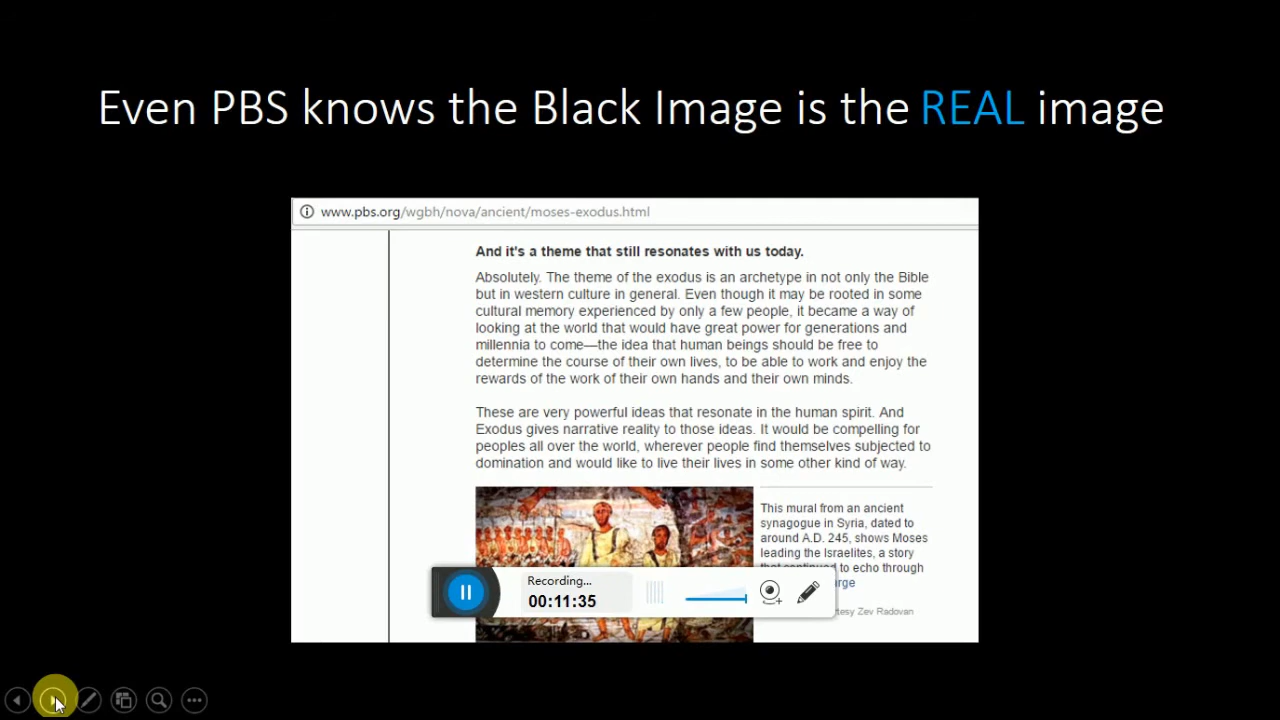 Even PBS knows the Black Image is the REAL image
www.pbs.org/wgbh/nova/ancient/moses-exodus.html
And it's a theme that still resonates with us today.
Absolutely. The theme of the exodus is an archetype in not only the Bible
but in western culture in general. Even though it may be rooted in some
cultural memory experienced by only a few people, it became a way of
looking at the world that would have great power for generations and
millennia to come—the idea that human beings should be free to
determine the course of their own lives, to be able to work and enjoy the
rewards of the work of their own hands and their own minds.
These are very powerful ideas that resonate in the human spirit. And
Exodus gives narrative reality to those ideas. It would be compelling for
peoples all over the world, wherever people find themselves subjected to
domination and would like to live their lives in some other kind of way.
This mural from an ancient
synagogue in Syria, dated to
around A.D. 245, shows Moses
leading the Israelites, a story
to echo through
Zev Radovan
Recording...
00:11:35